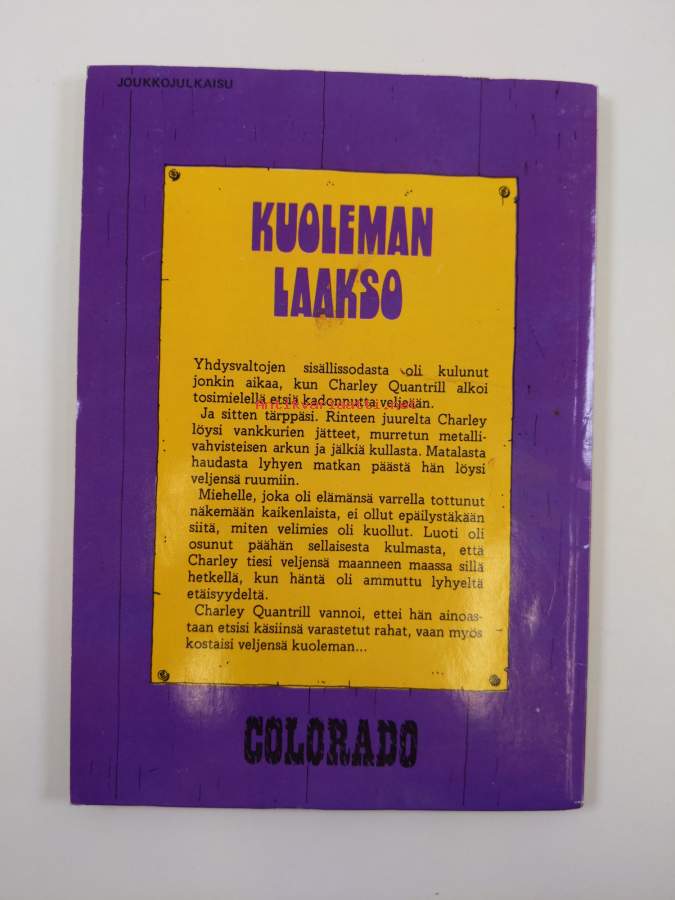 JOUKKOJULKAISU
KUOLEMAN
LAAKSO
Yhdysvaltojen sisällissodasta oli kulunut
jonkin aikaa, kun Charley Quantrill alkoi
tosimielellä etsiä kadonnutta veljeään.
Antikvariaatti.net
Ja sitten tärppäsi. Rinteen juurelta Charley
löysi vankkurien jätteet, murretun metalli-
vahvisteisen arkun ja jälkiä kullasta. Matalasta
haudasta lyhyen matkan päästä hän löysi
veljensä ruumiin.
Miehelle, joka oli elämänsä varrella tottunut
näkemään kaikenlaista, ei ollut epäilystäkään
siitä, miten velimies oli kuollut. Luoti oli
osunut päähän sellaisesta kulmasta, että
Charley tiesi veljensä maanneen maassa sillä
hetkellä, kun häntä oli ammuttu lyhyeltä
etäisyydeltä.
Charley Quantrill vannoi, ettei hän ainoas-
taan etsisi käsiinsä varastetut rahat, vaan myös
kostaisi veljensä kuoleman...
COLORADO